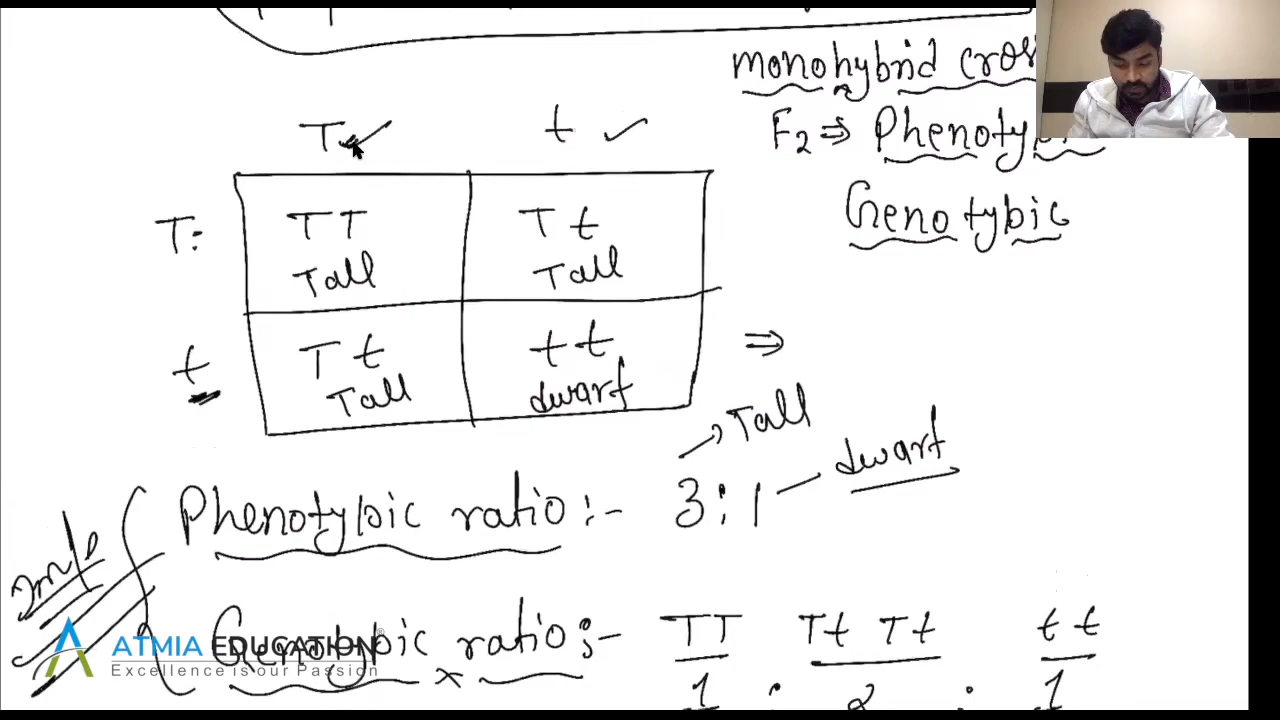 monohybrid cros
T t
F2 ⇒ Phenoty
Genotypic
T: TT Tt
Tall Tall
t Tt tt ⇒
Tall dwarf
Tall
dwarf
Phenotypic ratio :- 3:1
Imp
ratio :- TT Tt Tt tt
1 : 2 : 1
ATMIA EDUCATION®
Excellence is our Passion